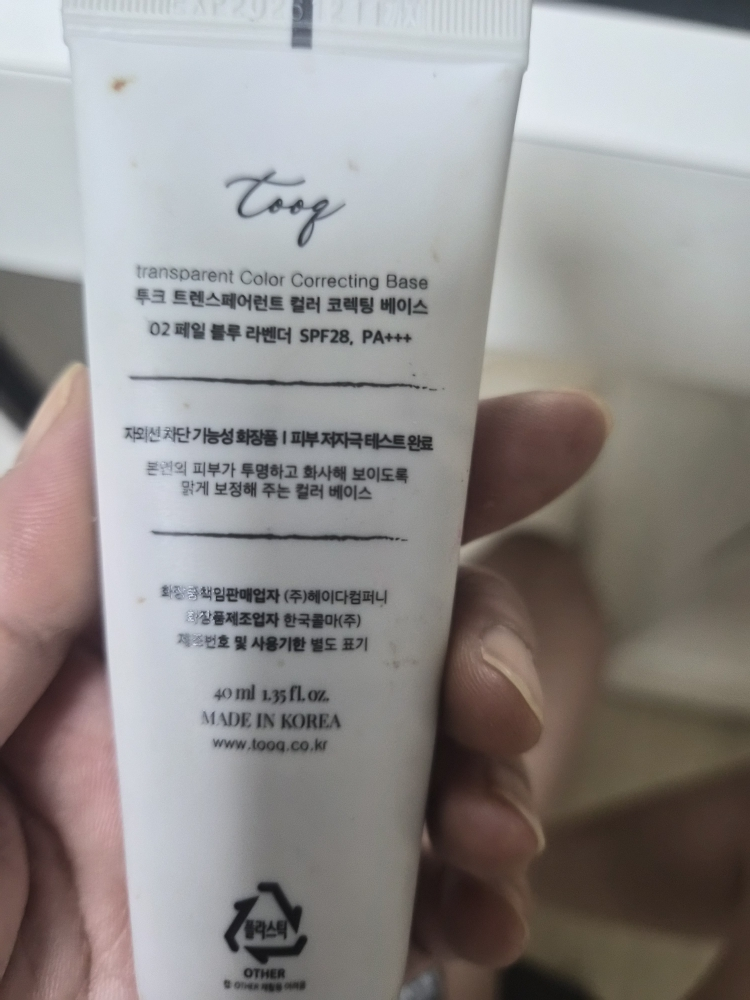 tooq
transparent Color Correcting Base
투크 트렌스페어런트 컬러 코렉팅 베이스
02 페일 블루 라벤더 SPF28, PA+++
자외선 차단 기능성 화장품 | 피부 저자극 테스트 완료
본연의 피부가 투명하고 화사해 보이도록
맑게 보정해 주는 컬러 베이스
화장품책임판매업자 (주)헤이다컴퍼니
화장품제조업자 한국콜마(주)
제조번호 및 사용기한 별도 표기
40 ml 1.35 fl. oz.
MADE IN KOREA
www.tooq.co.kr
플라스틱
OTHER